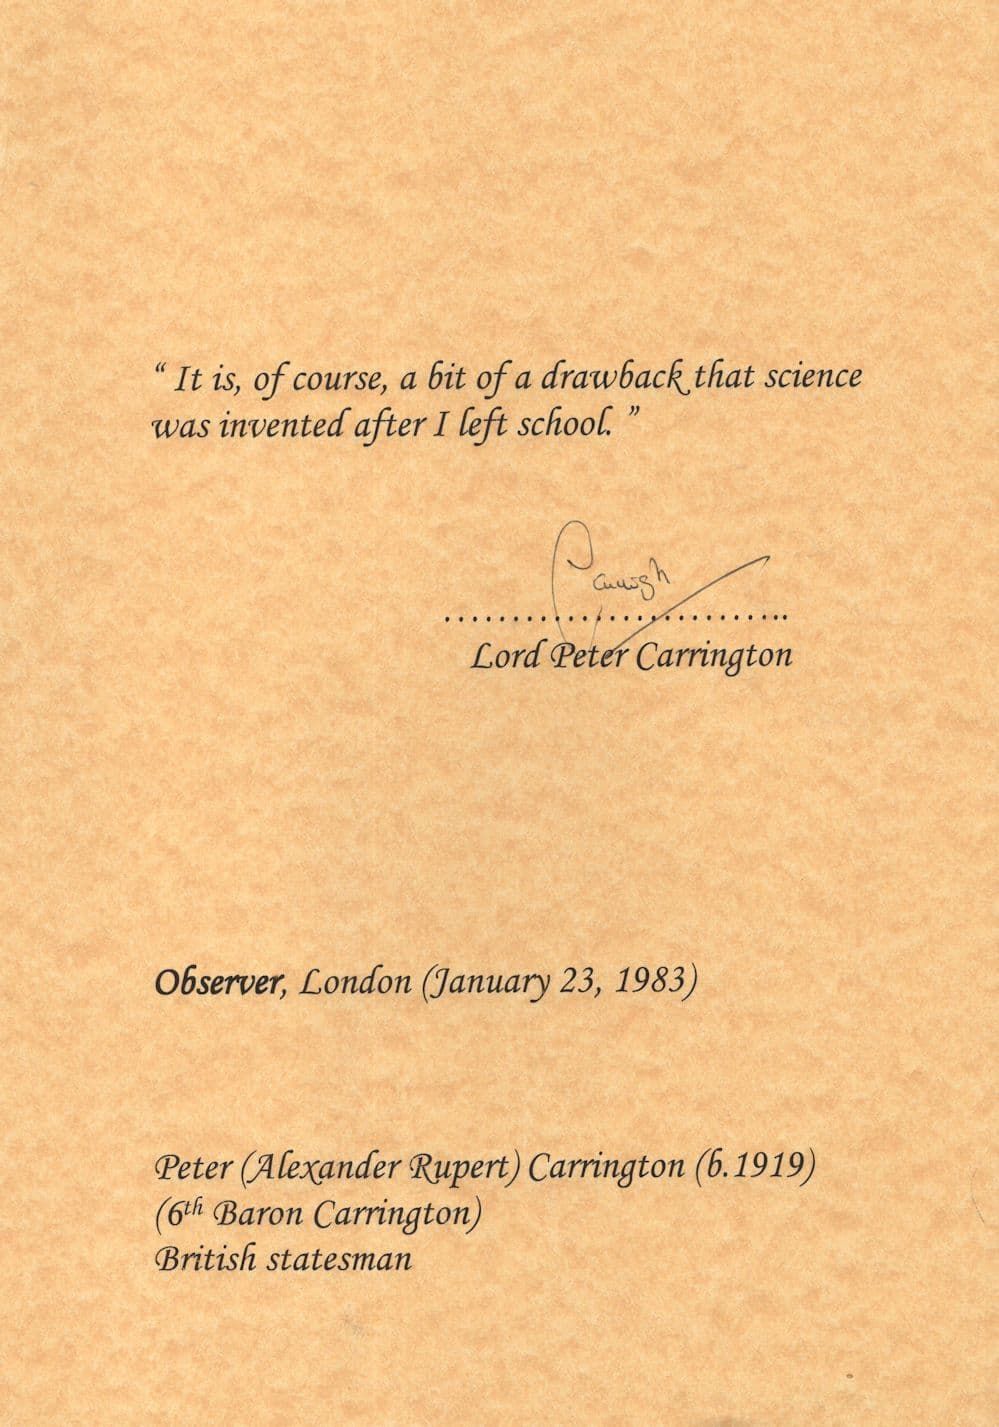 “ It is, of course, a bit of a drawback that science
was invented after I left school. ”
Carrington
..............................
Lord Peter Carrington
Observer, London (January 23, 1983)
Peter (Alexander Rupert) Carrington (b.1919)
(6th Baron Carrington)
British statesman